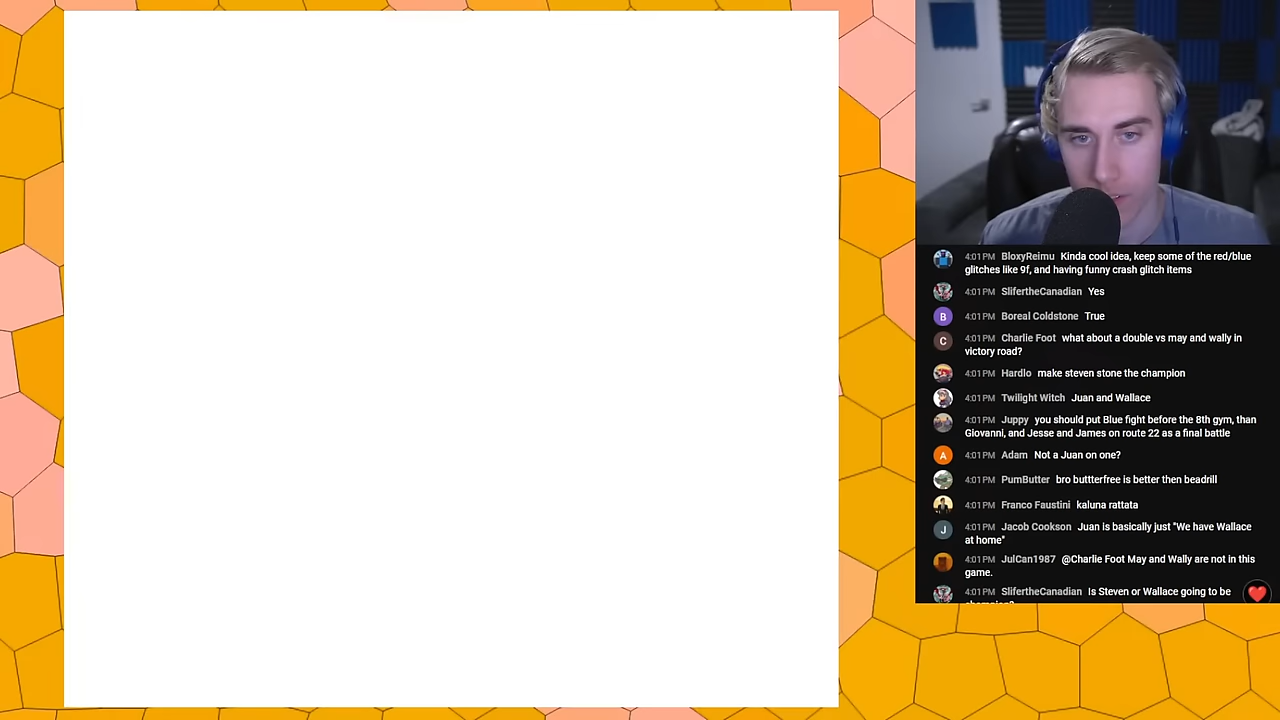 4:01 PM BloxyReimu Kinda cool idea, keep some of the red/blue
glitches like 9f, and having funny crash glitch items
4:01 PM SlifertheCanadian Yes
B 4:01 PM Boreal Coldstone True
C 4:01 PM Charlie Foot what about a double vs may and wally in
victory road?
4:01 PM Hardlo make steven stone the champion
4:01 PM Twilight Witch Juan and Wallace
4:01 PM Juppy you should put Blue fight before the 8th gym, than
Giovanni, and Jesse and James on route 22 as a final battle
A 4:01 PM Adam Not a Juan on one?
4:01 PM PumButter bro buttterfree is better then beadrill
4:01 PM Franco Faustini kaluna rattata
J 4:01 PM Jacob Cookson Juan is basically just "We have Wallace
at home"
4:01 PM JulCan1987 @Charlie Foot May and Wally are not in this
game.
4:01 PM SlifertheCanadian Is Steven or Wallace going to be